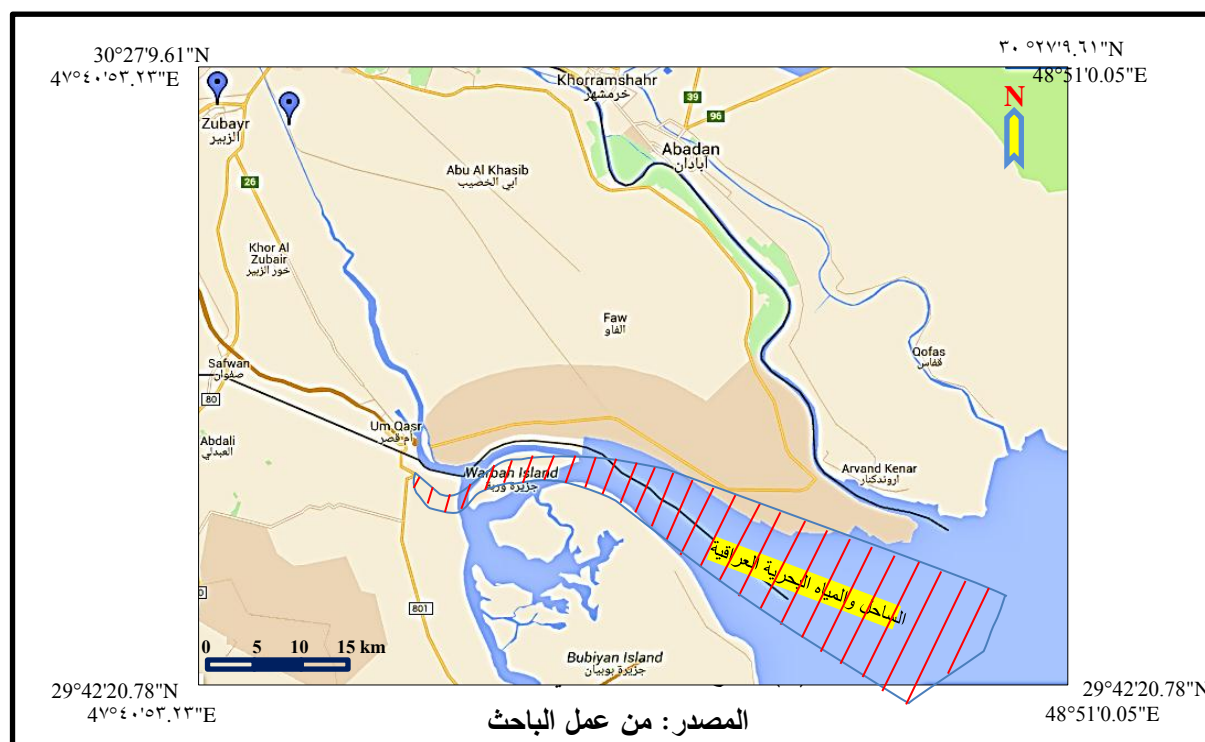 30°27'9.61"N
٣٠ °٢٧'٩.٦١"N
٤٧°٤٠'٥٣.٢٣"E
48°51'0.05"E
N
Khorramshahr
خرمشهر
39
96
Zubayr
الزبير
Abadan
آبادان
Abu Al Khasib
ابي الخصيب
26
Khor Al
Zubair
خور الزبير
Faw
الفاو
Qofas
قفاس
Safwan
صفوان
80
Um Qasr
أم قصر
Abdali
العبدلي
Warbah Island
جزيرة وربة
Arvand Kenar
اروندكنار
الساحل والمياه البحرية العراقية
801
0 5 10 15 km
Bubiyan Island
جزيرة بوبيان
29°42'20.78"N
29°42'20.78"N
٤٧°٤٠'٥٣.٢٣"E
48°51'0.05"E
المصدر: من عمل الباحث